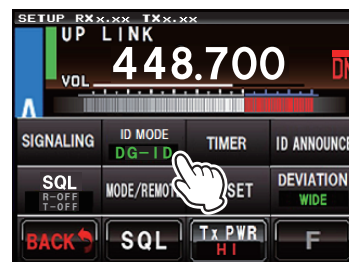 SETUP RXx.xx TXx.xx
UP LINK
VOL 448.700
A
SIGNALING ID MODE TIMER ID ANNOUNCE
DG-ID
SQL MODE/REMOTE SET DEVIATION
R-OFF WIDE
T-OFF
BACK SQL Tx PWR F
HI